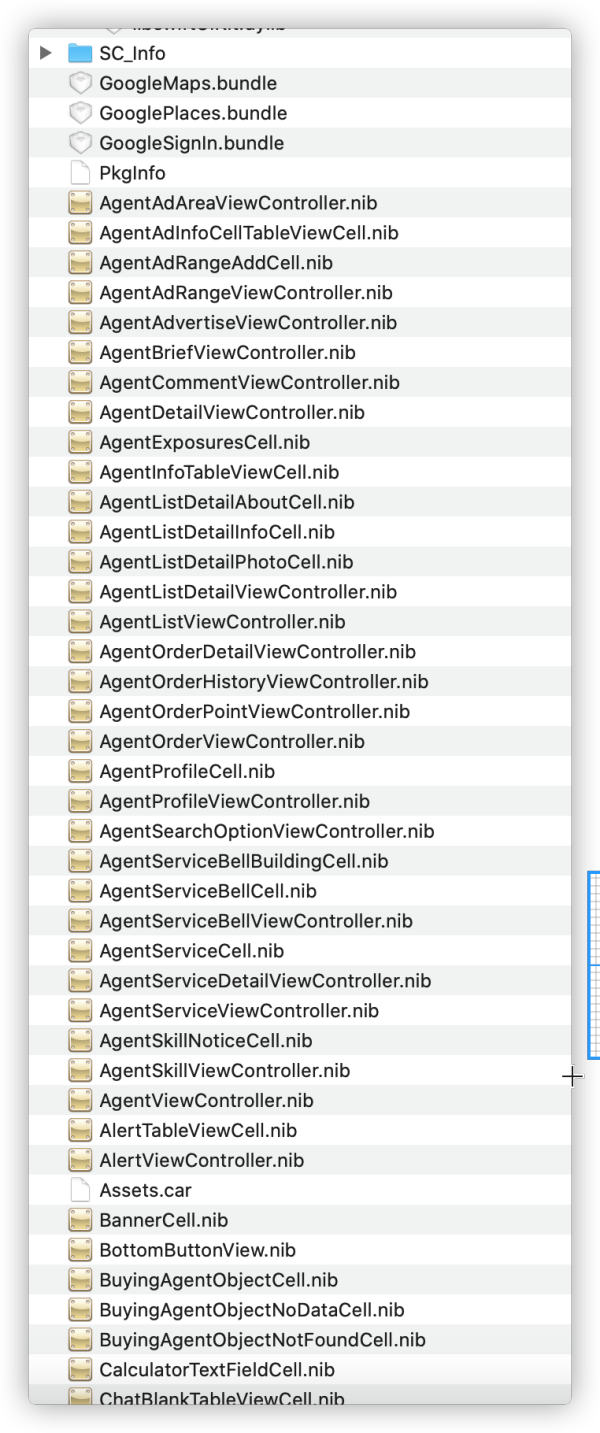 SC_Info
GoogleMaps.bundle
GooglePlaces.bundle
GoogleSignIn.bundle
PkgInfo
AgentAdAreaViewController.nib
AgentAdInfoCellTableViewCell.nib
AgentAdRangeAddCell.nib
AgentAdRangeViewController.nib
AgentAdvertiseViewController.nib
AgentBriefViewController.nib
AgentCommentViewController.nib
AgentDetailViewController.nib
AgentExposuresCell.nib
AgentInfoTableViewCell.nib
AgentListDetailAboutCell.nib
AgentListDetailInfoCell.nib
AgentListDetailPhotoCell.nib
AgentListDetailViewController.nib
AgentListViewController.nib
AgentOrderDetailViewController.nib
AgentOrderHistoryViewController.nib
AgentOrderPointViewController.nib
AgentOrderViewController.nib
AgentProfileCell.nib
AgentProfileViewController.nib
AgentSearchOptionViewController.nib
AgentServiceBellBuildingCell.nib
AgentServiceBellCell.nib
AgentServiceBellViewController.nib
AgentServiceCell.nib
AgentServiceDetailViewController.nib
AgentServiceViewController.nib
AgentSkillNoticeCell.nib
AgentSkillViewController.nib
AgentViewController.nib
AlertTableViewCell.nib
AlertViewController.nib
Assets.car
BannerCell.nib
BottomButtonView.nib
BuyingAgentObjectCell.nib
BuyingAgentObjectNoDataCell.nib
BuyingAgentObjectNotFoundCell.nib
CalculatorTextFieldCell.nib
ChatBlankTableViewCell.nib